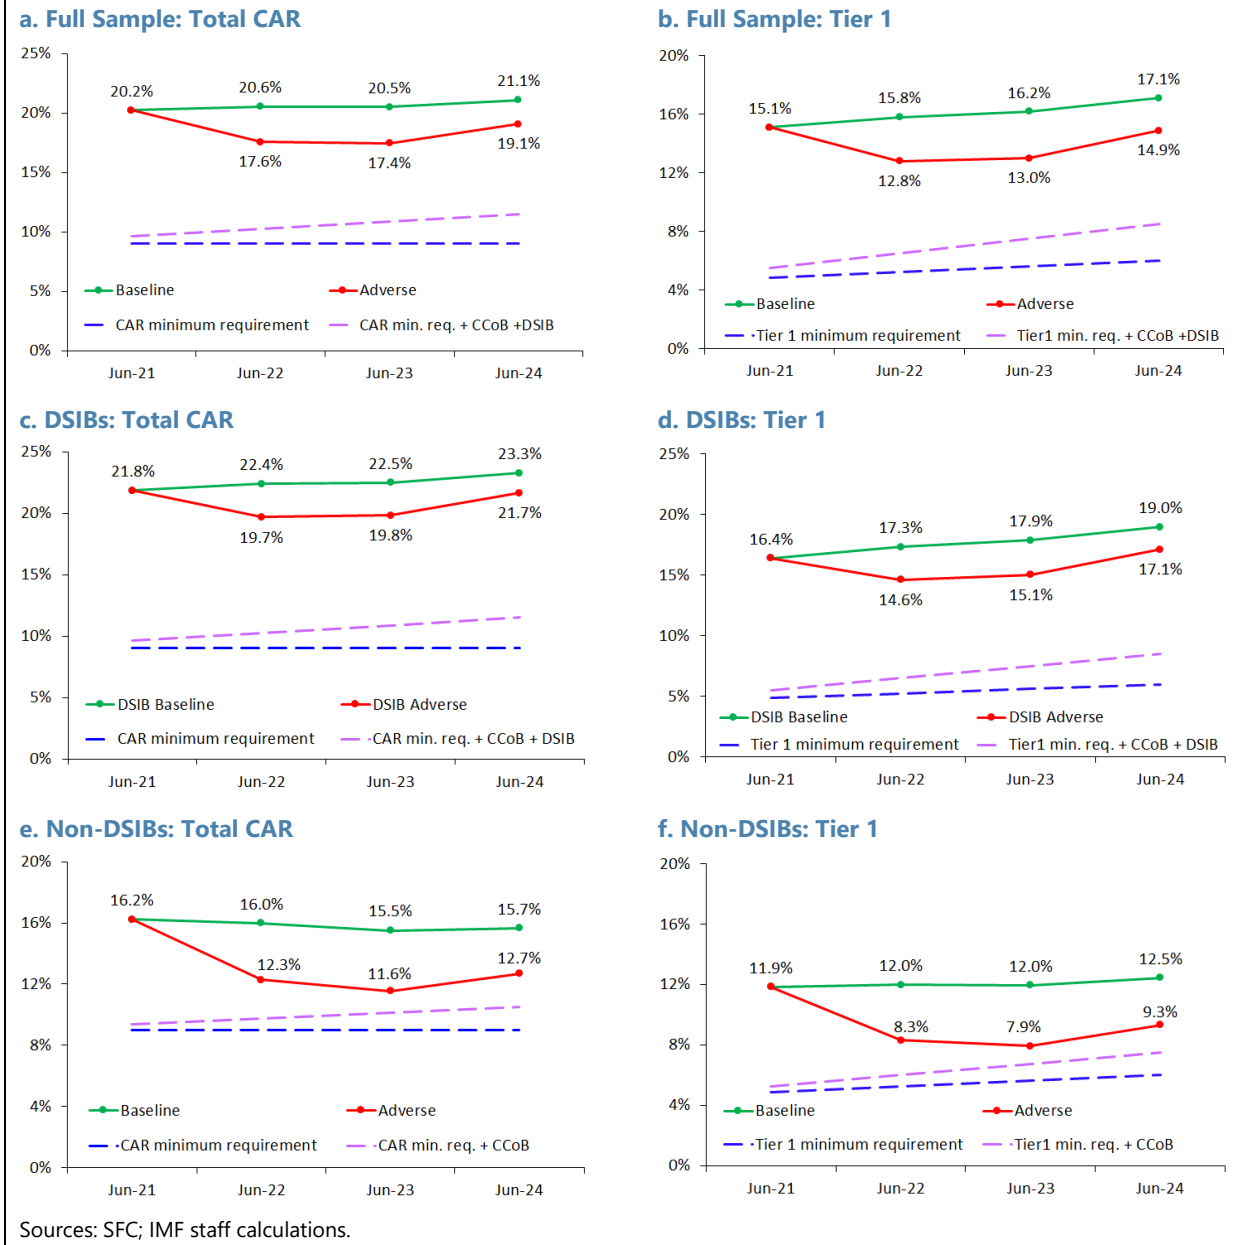 a. Full Sample: Total CAR
25%
20%
15%
10%
5%
0%
20.2%
20.6%
20.5%
21.1%
17.6%
17.4%
19.1%
Baseline
Adverse
CAR minimum requirement
CAR min. req. + CCoB +DSIB
Jun-21
Jun-22
Jun-23
Jun-24
b. Full Sample: Tier 1
20%
16%
12%
8%
4%
0%
15.1%
15.8%
16.2%
17.1%
12.8%
13.0%
14.9%
Baseline
Adverse
Tier 1 minimum requirement
Tier1 min. req. + CCoB +DSIB
Jun-21
Jun-22
Jun-23
Jun-24
c. DSIBs: Total CAR
25%
20%
15%
10%
5%
0%
21.8%
22.4%
22.5%
23.3%
19.7%
19.8%
21.7%
DSIB Baseline
DSIB Adverse
CAR minimum requirement
CAR min. req. + CCoB + DSIB
Jun-21
Jun-22
Jun-23
Jun-24
d. DSIBs: Tier 1
25%
20%
15%
10%
5%
0%
16.4%
17.3%
17.9%
19.0%
14.6%
15.1%
17.1%
DSIB Baseline
DSIB Adverse
Tier 1 minimum requirement
Tier1 min. req. + CCoB + DSIB
Jun-21
Jun-22
Jun-23
Jun-24
e. Non-DSIBs: Total CAR
20%
16%
12%
8%
4%
0%
16.2%
16.0%
15.5%
15.7%
12.3%
11.6%
12.7%
Baseline
Adverse
CAR minimum requirement
CAR min. req. + CCoB
Jun-21
Jun-22
Jun-23
Jun-24
f. Non-DSIBs: Tier 1
20%
16%
12%
8%
4%
0%
11.9%
12.0%
12.0%
12.5%
8.3%
7.9%
9.3%
Baseline
Adverse
Tier 1 minimum requirement
Tier1 min. req. + CCoB
Jun-21
Jun-22
Jun-23
Jun-24
Sources: SFC; IMF staff calculations.